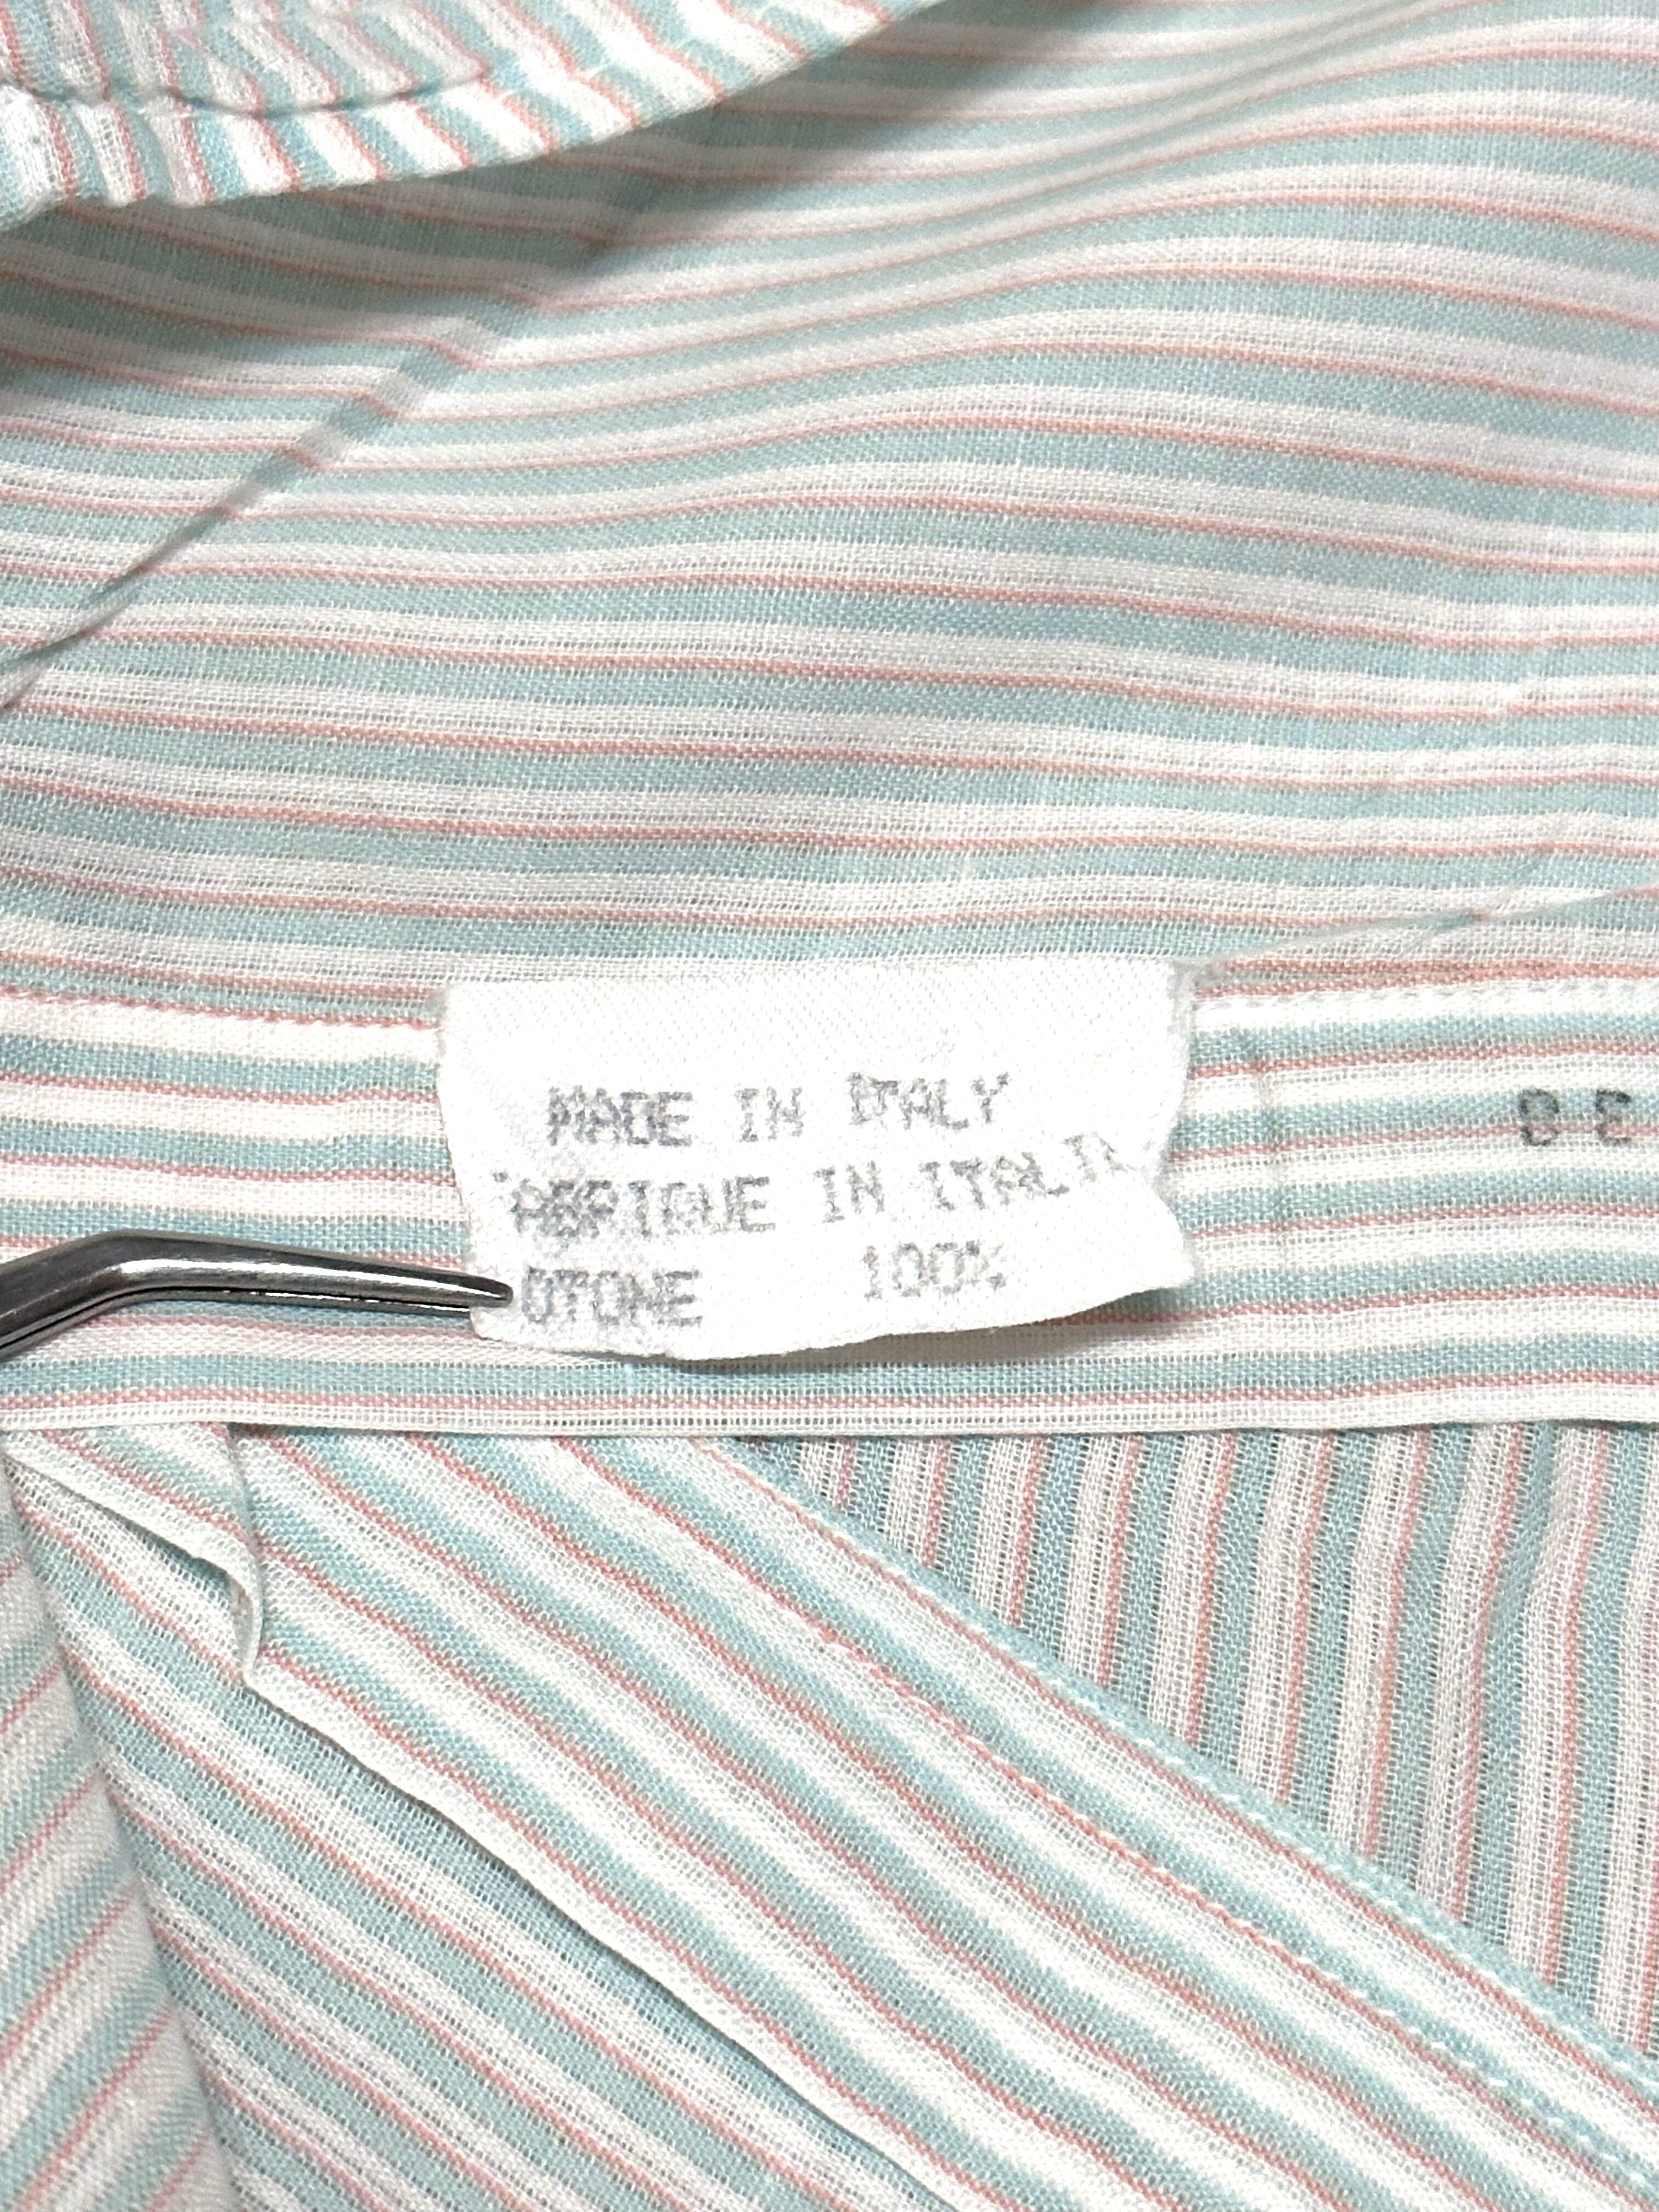 MADE IN ITALY
FABRIQUE IN ITALIE
OTONE 100%